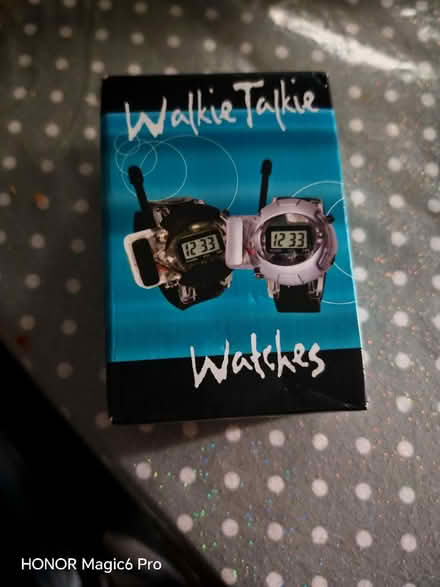 Walkie Talkie
12:33
12:33
Watches
HONOR Magic6 Pro